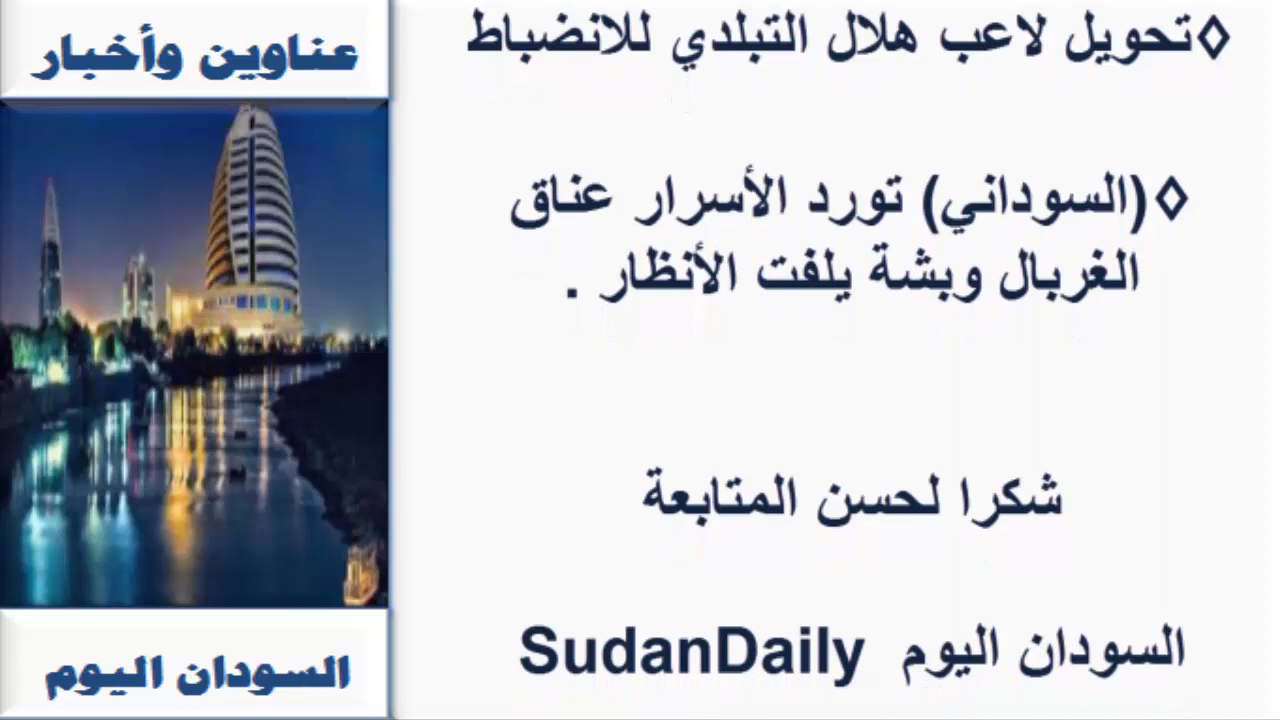 عناوين وأخبار
◊تحويل لاعب هلال التبلدي للانضباط
◊(السوداني) تورد الأسرار عناق
الغربال وبشة يلفت الأنظار .
شكرا لحسن المتابعة
السودان اليوم SudanDaily
السودان اليوم